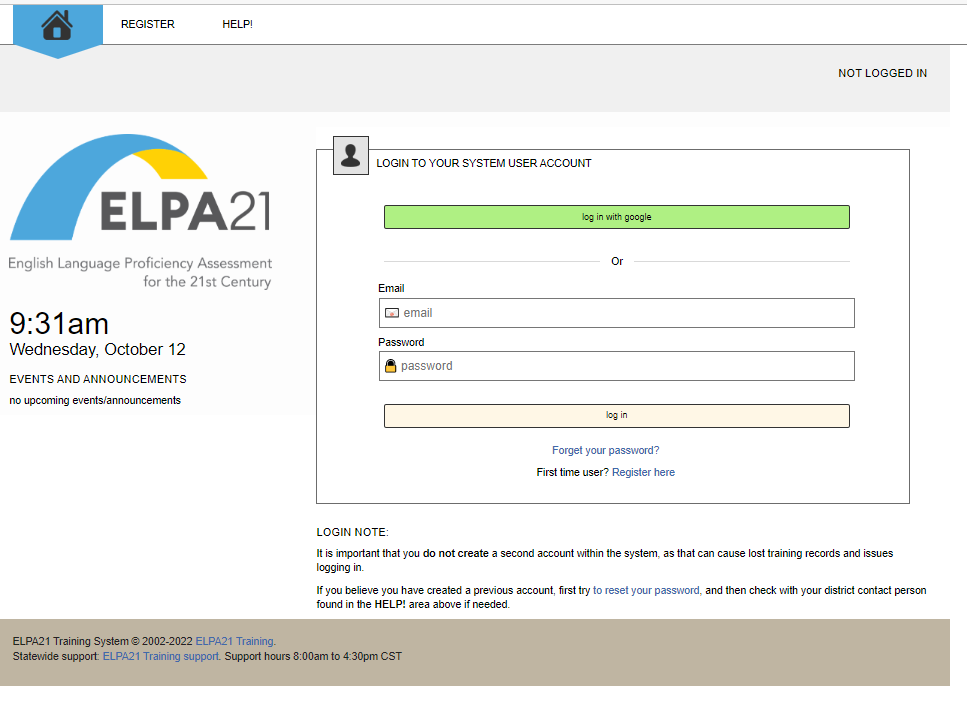 REGISTER
HELP!
NOT LOGGED IN
ELPA21
English Language Proficiency Assessment
for the 21st Century
9:31am
Wednesday, October 12
EVENTS AND ANNOUNCEMENTS
no upcoming events/announcements
LOGIN TO YOUR SYSTEM USER ACCOUNT
log in with google
Or
Email
email
Password
password
log in
Forget your password?
First time user? Register here
LOGIN NOTE:
It is important that you do not create a second account within the system, as that can cause lost training records and issues
logging in.
If you believe you have created a previous account, first try to reset your password, and then check with your district contact person
found in the HELP! area above if needed.
ELPA21 Training System © 2002-2022 ELPA21 Training.
Statewide support: ELPA21 Training support. Support hours 8:00am to 4:30pm CST